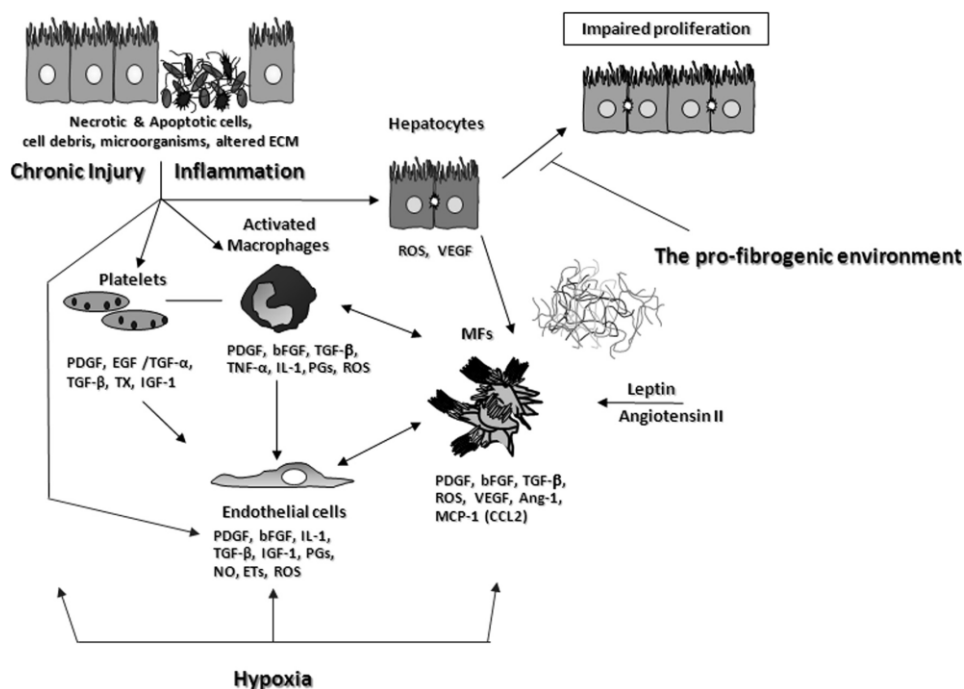 Impaired proliferation
Necrotic & Apoptotic cells,
cell debris, microorganisms, altered ECM
Chronic Injury
Inflammation
Hepatocytes
ROS, VEGF
Activated
Macrophages
Platelets
The pro-fibrogenic environment
MFs
PDGF, EGF /TGF-α,
TGF-β, TX, IGF-1
PDGF, bFGF, TGF-β,
TNF-α, IL-1, PGs, ROS
Leptin
Angiotensin II
PDGF, bFGF, TGF-β,
ROS, VEGF, Ang-1,
MCP-1 (CCL2)
Endothelial cells
PDGF, bFGF, IL-1,
TGF-β, IGF-1, PGs,
NO, ETs, ROS
Hypoxia